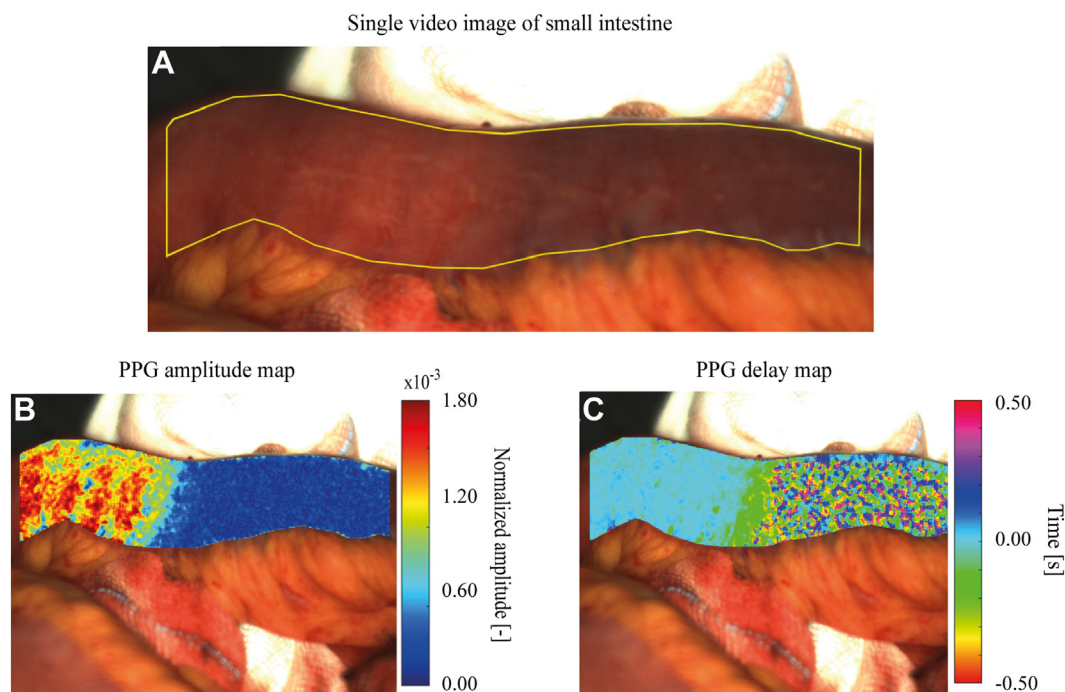 Single video image of small intestine
A
PPG amplitude map
PPG delay map
B
x10⁻³
1.80
1.20
0.60
0.00
Normalized amplitude [-]
C
0.50
0.00
-0.50
Time [s]